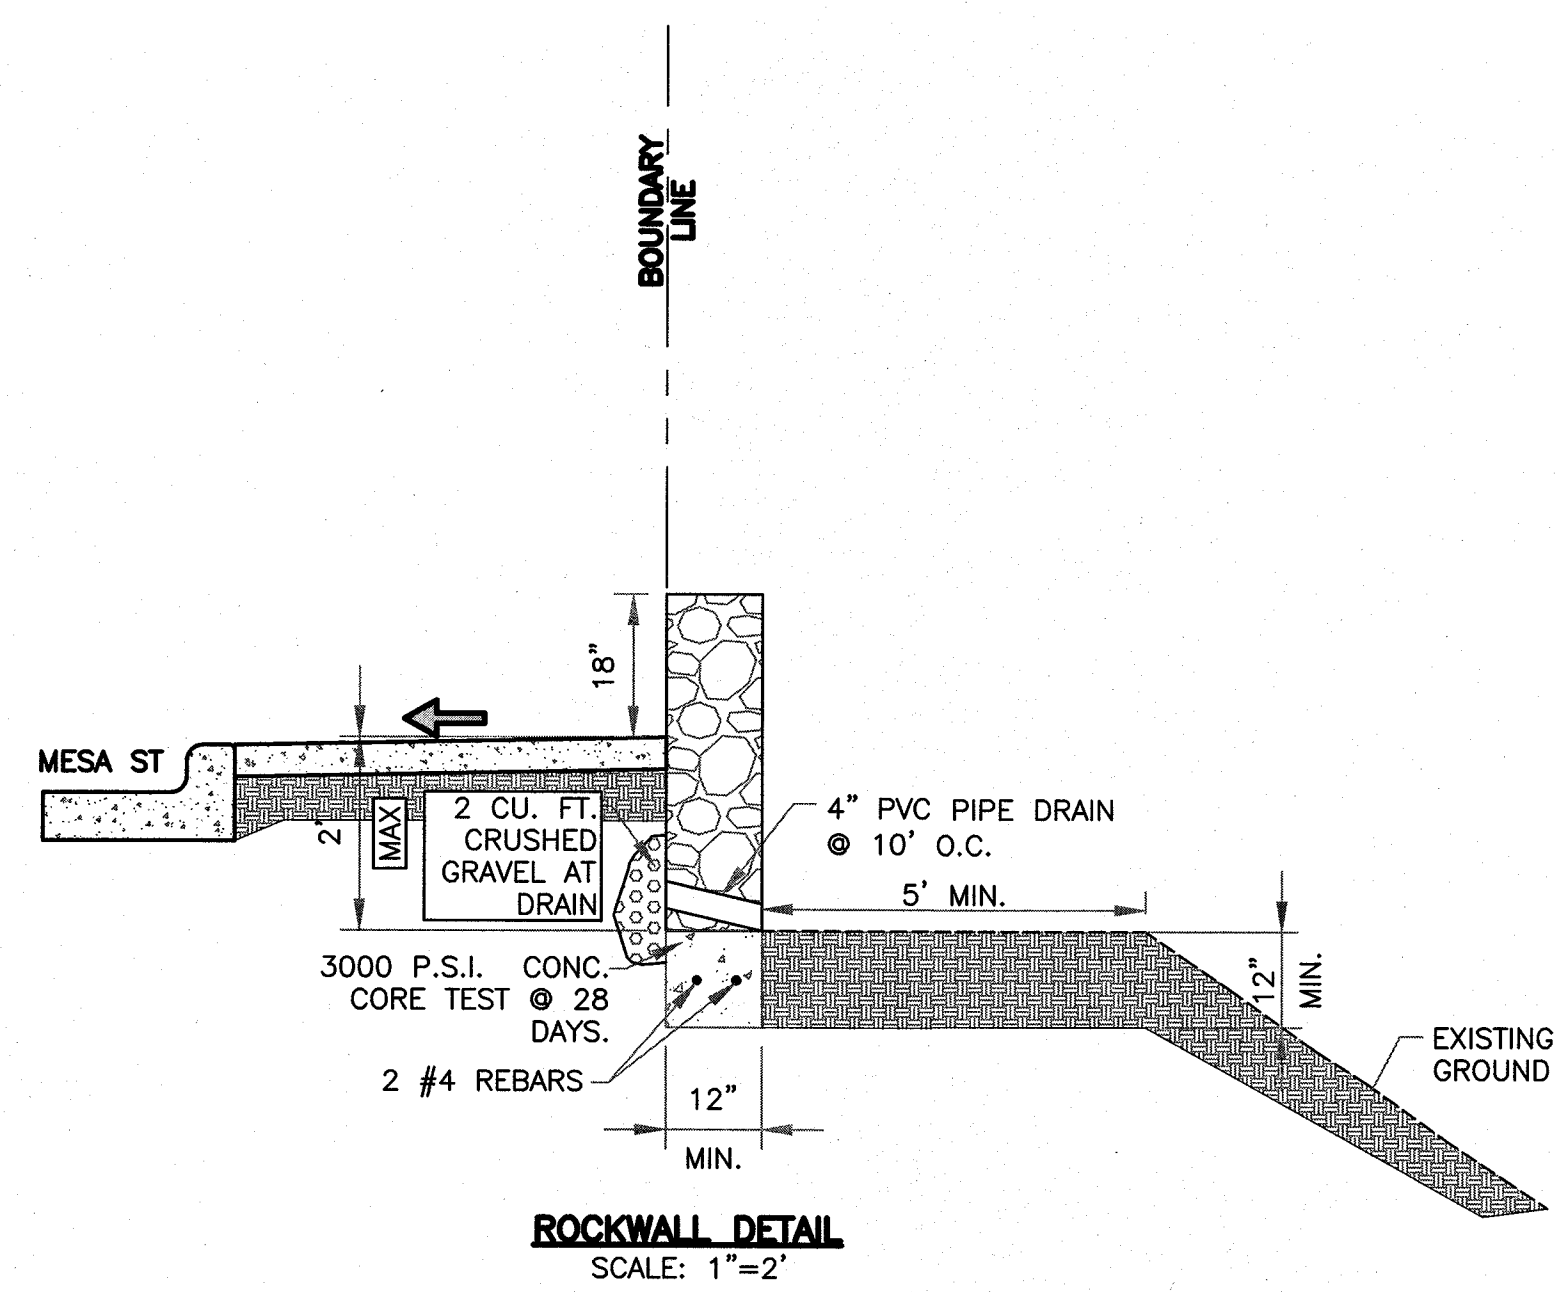 BOUNDARY
LINE
18"
MESA ST
2'
MAX
2 CU. FT.
CRUSHED
GRAVEL AT
DRAIN
4" PVC PIPE DRAIN
@ 10' O.C.
5' MIN.
3000 P.S.I. CONC.
CORE TEST @ 28
DAYS.
12"
MIN.
2 #4 REBARS
EXISTING
GROUND
12"
MIN.
ROCKWALL DETAIL
SCALE: 1"=2'